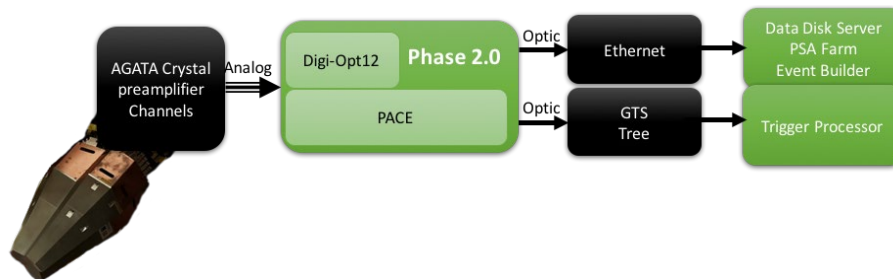 AGATA Crystal
preamplifier
Channels
Analog
Digi-Opt12
Phase 2.0
PACE
Optic
Ethernet
Data Disk Server
PSA Farm
Event Builder
Optic
GTS
Tree
Trigger Processor